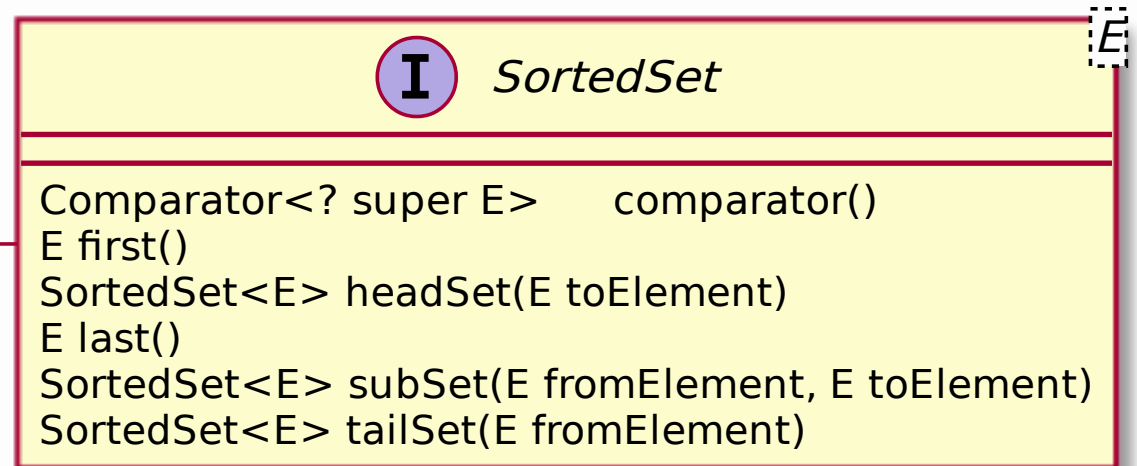 E
I SortedSet
Comparator<? super E> comparator()
E first()
SortedSet<E> headSet(E toElement)
E last()
SortedSet<E> subSet(E fromElement, E toElement)
SortedSet<E> tailSet(E fromElement)